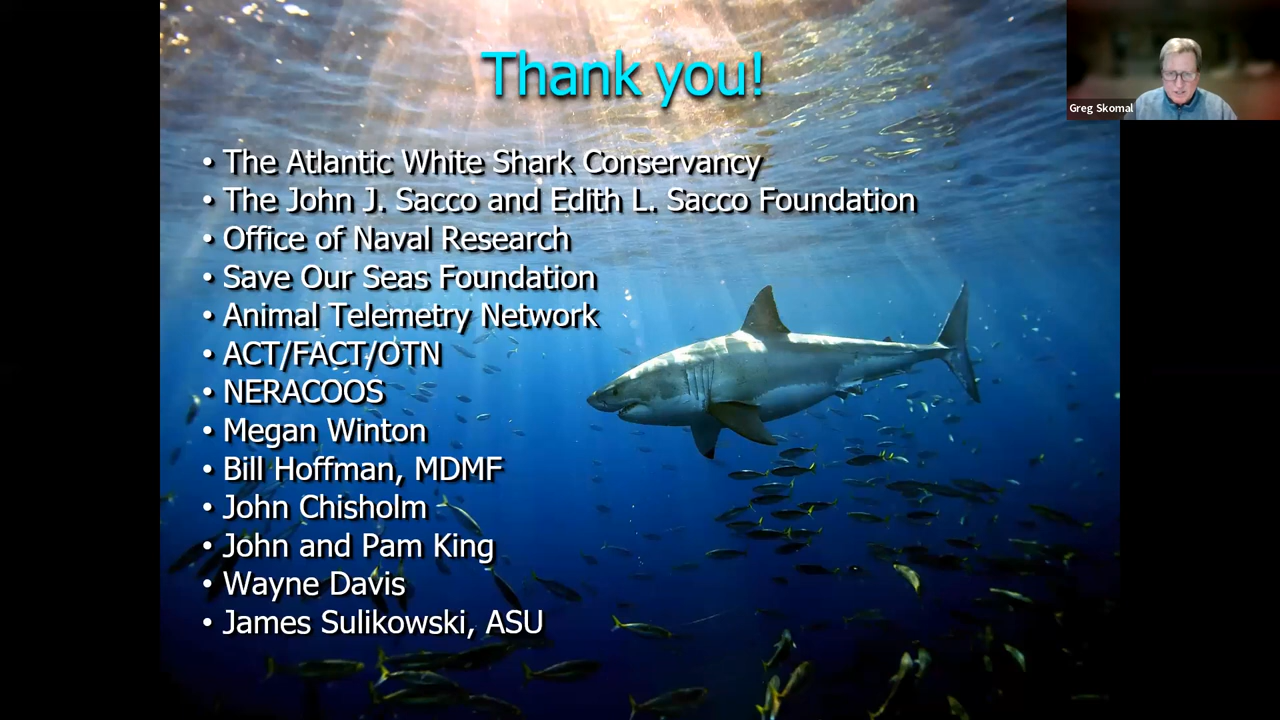 Thank you!
Greg Skomal
• The Atlantic White Shark Conservancy
• The John J. Sacco and Edith L. Sacco Foundation
• Office of Naval Research
• Save Our Seas Foundation
• Animal Telemetry Network
• ACT/FACT/OTN
• NERACOOS
• Megan Winton
• Bill Hoffman, MDMF
• John Chisholm
• John and Pam King
• Wayne Davis
• James Sulikowski, ASU